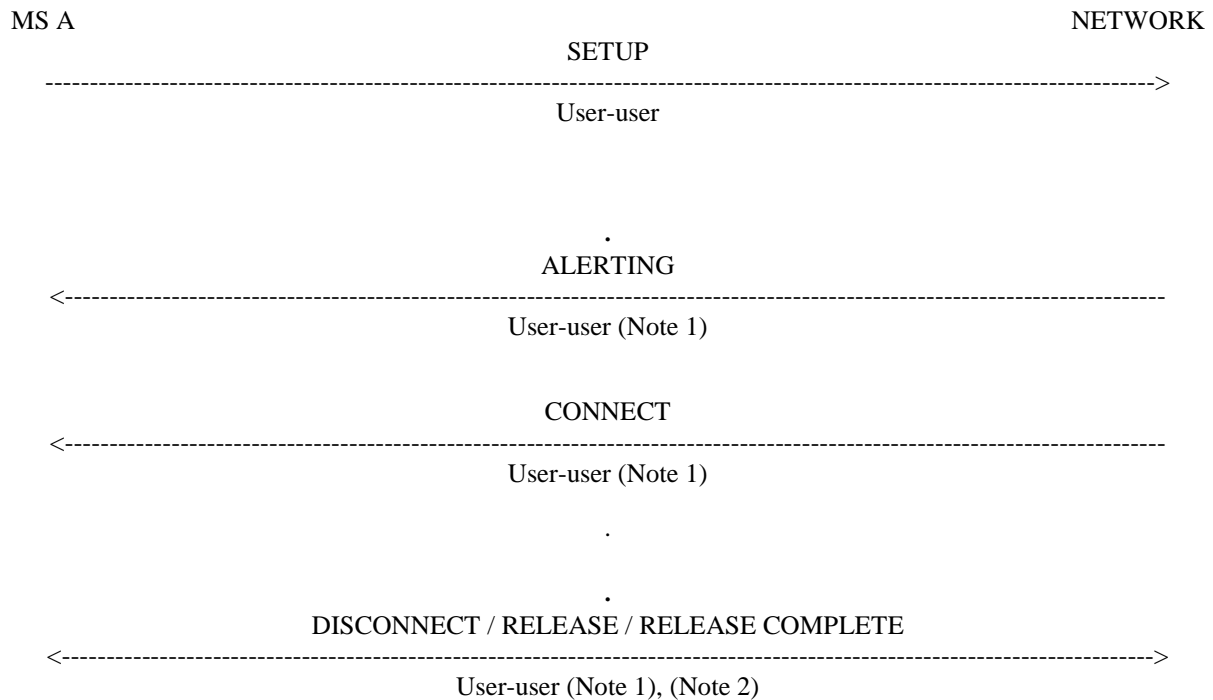 MS A NETWORK
SETUP
----------------------------------------------------------------------------------------------------------------------------->
User-user
.
ALERTING
<----------------------------------------------------------------------------------------------------------------------------
User-user (Note 1)
CONNECT
<----------------------------------------------------------------------------------------------------------------------------
User-user (Note 1)
.
.
DISCONNECT / RELEASE / RELEASE COMPLETE
<--------------------------------------------------------------------------------------------------------------------------->
User-user (Note 1), (Note 2)